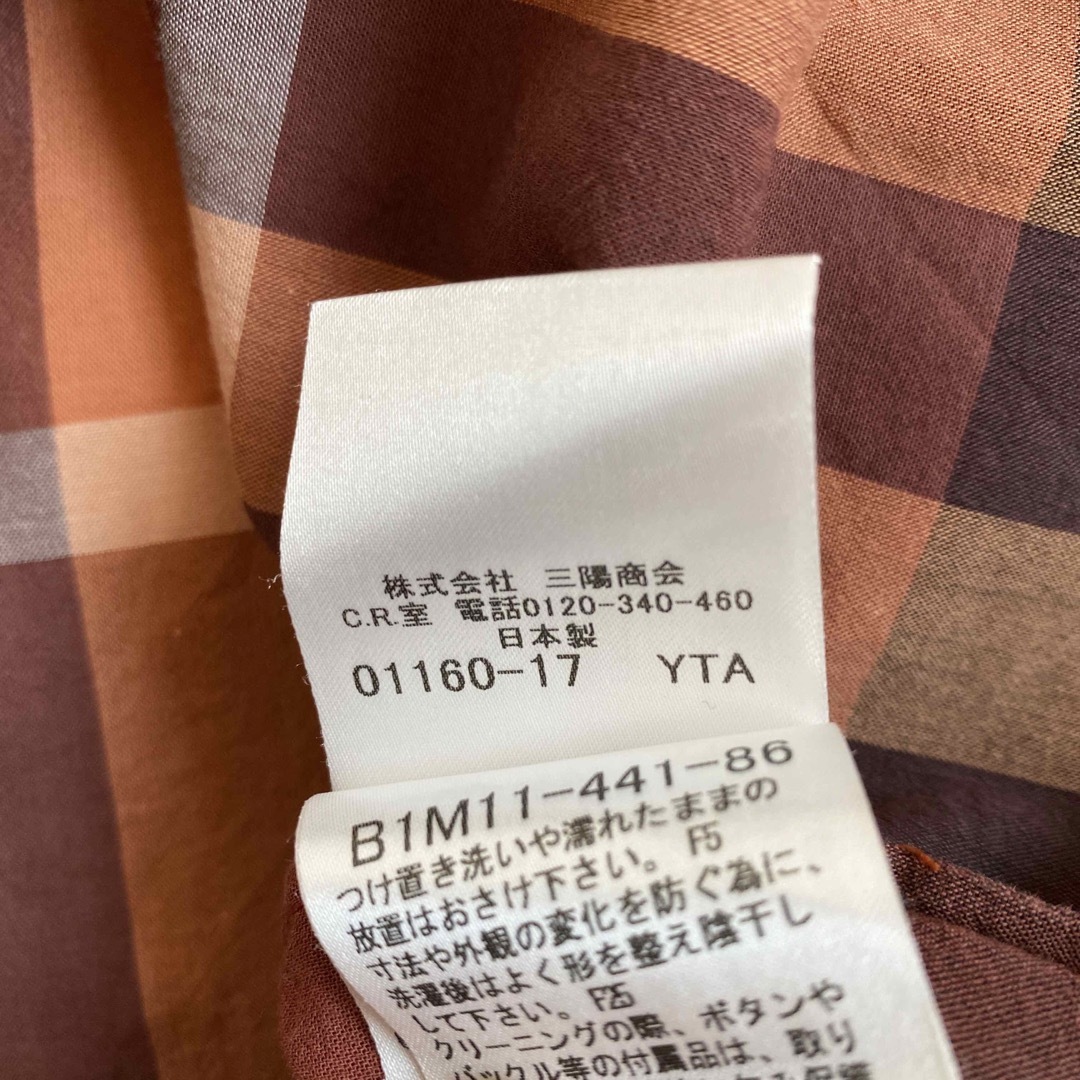 株式会社 三陽商会
C.R.室 電話0120-340-460
日本製
01160-17 YTA
B1M11-441-86
つけ置き洗いや濡れたままの
放置はおさけ下さい。 F5
寸法や外観の変化を防ぐ為に、
洗濯後はよく形を整え陰干し
して下さい。 F25
クリーニングの際、ボタンや
バックル等の付属品は、取り